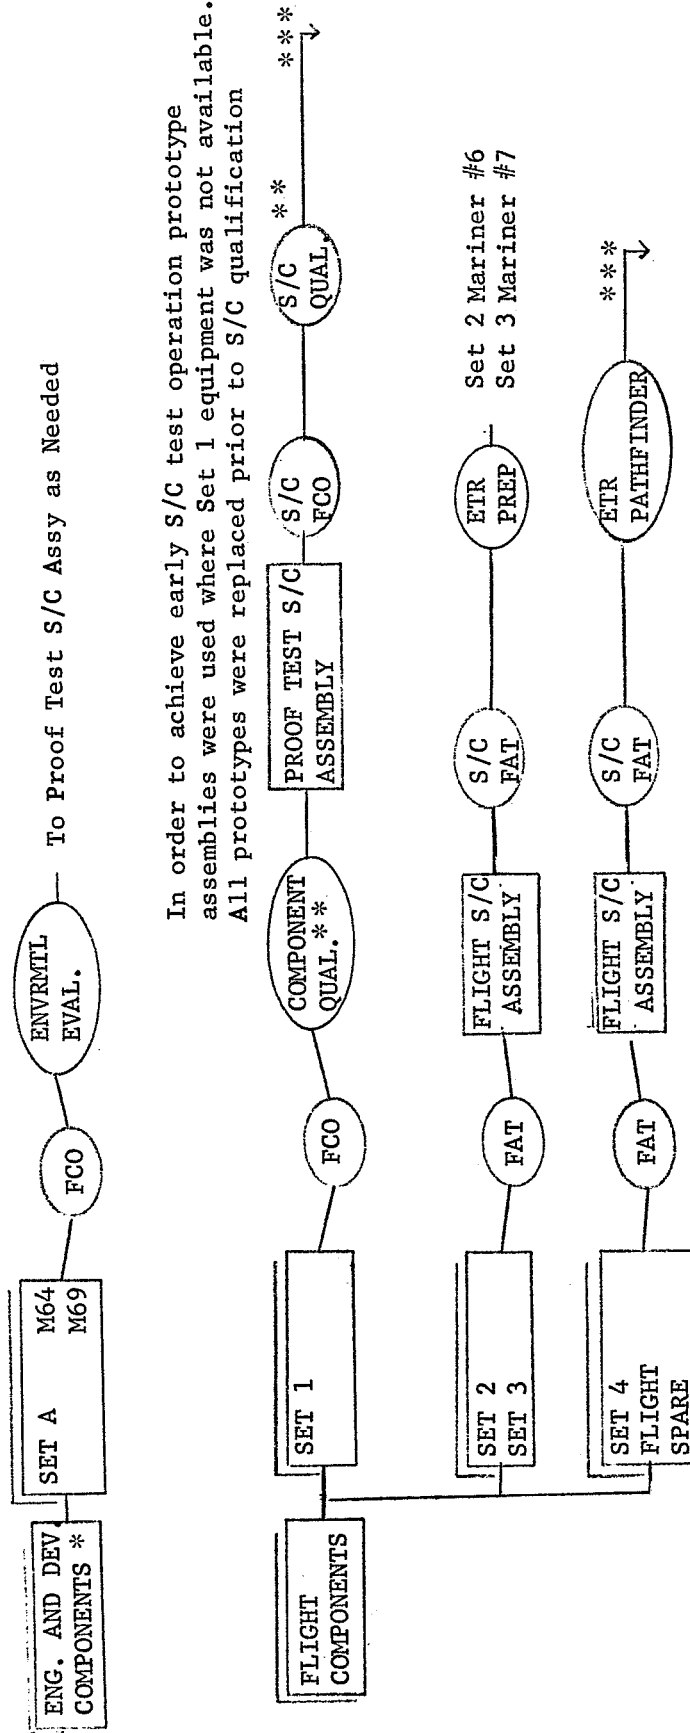 ENG. AND DEV.
COMPONENTS *
SET A M64
M69
FCO
ENVRMTL
EVAL.
To Proof Test S/C Assy as Needed
In order to achieve early S/C test operation prototype
assemblies were used where Set 1 equipment was not available.
All prototypes were replaced prior to S/C qualification
FLIGHT
COMPONENTS
SET 1
FCO
COMPONENT
QUAL.**
PROOF TEST S/C
ASSEMBLY
S/C
FCO
S/C
QUAL.
**
***
SET 2
SET 3
FAT
FLIGHT S/C
ASSEMBLY
S/C
FAT
ETR
PREP
Set 2 Mariner #6
Set 3 Mariner #7
SET 4
FLIGHT
SPARE
FAT
FLIGHT S/C
ASSEMBLY
S/C
FAT
ETR
PATHFINDER
***